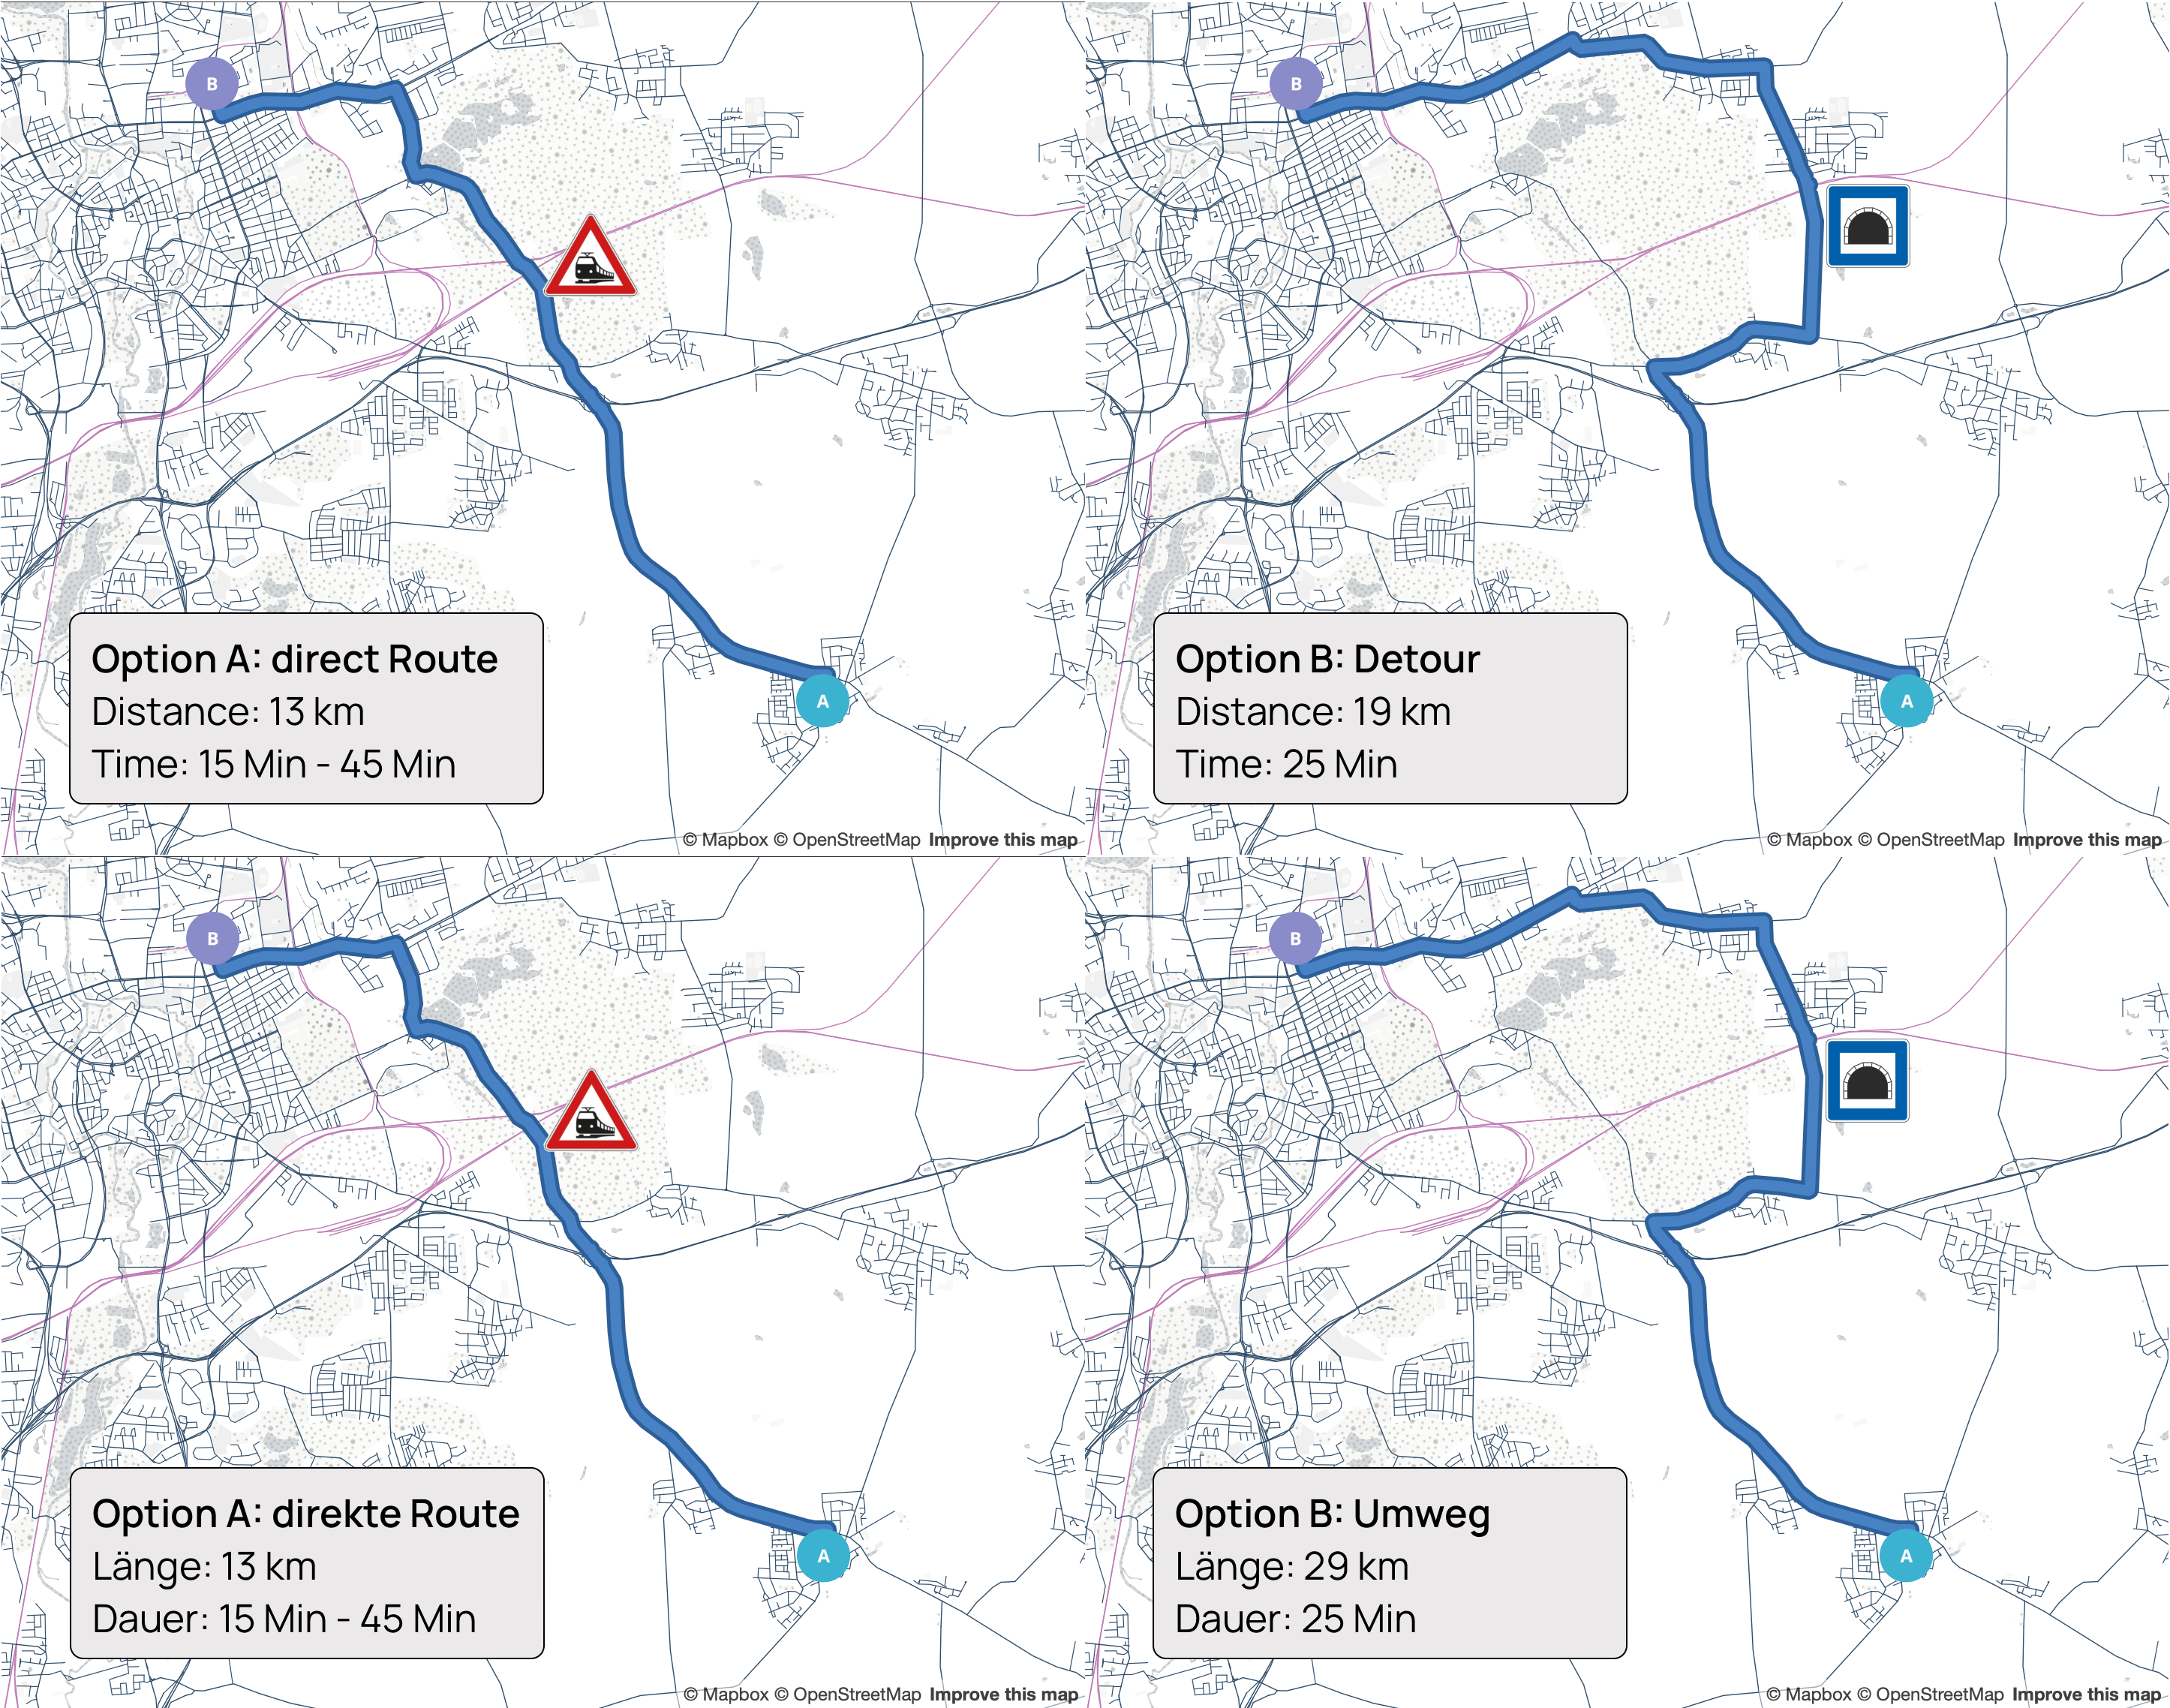 B
A
Option A: direct Route
Distance: 13 km
Time: 15 Min - 45 Min
© Mapbox © OpenStreetMap Improve this map
B
A
Option B: Detour
Distance: 19 km
Time: 25 Min
© Mapbox © OpenStreetMap Improve this map
B
A
Option A: direkte Route
Länge: 13 km
Dauer: 15 Min - 45 Min
© Mapbox © OpenStreetMap Improve this map
B
A
Option B: Umweg
Länge: 29 km
Dauer: 25 Min
© Mapbox © OpenStreetMap Improve this map